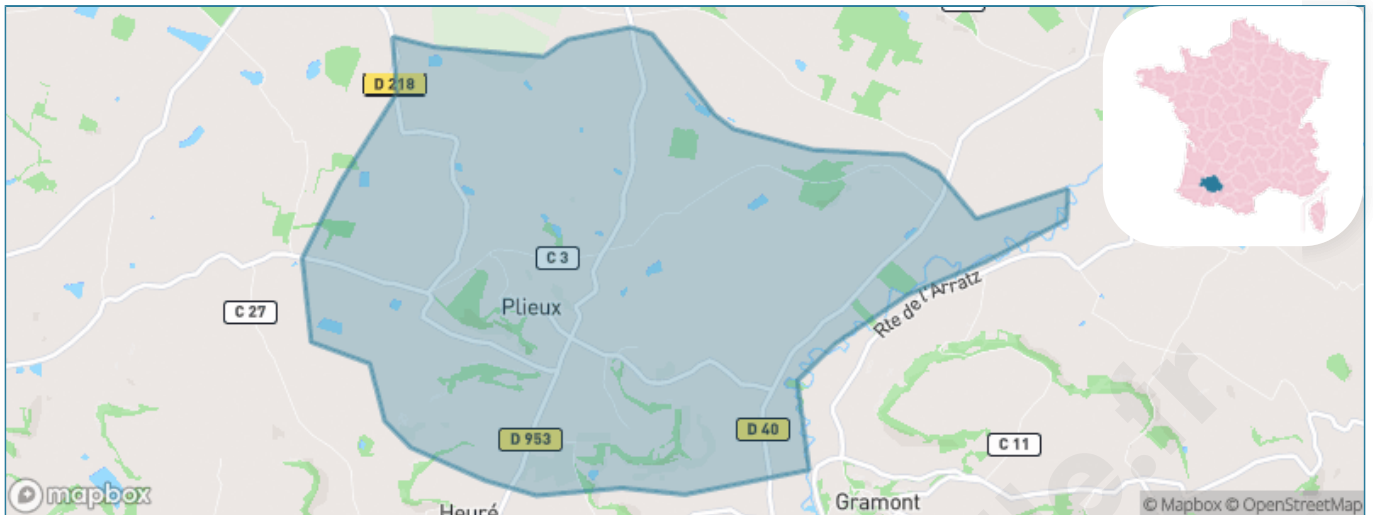 D 218
C 3
Plieux
C 27
Rte de l'Arratz
D 953
D 40
C 11
Gramont
Heuré
mapbox
© Mapbox © OpenStreetMap